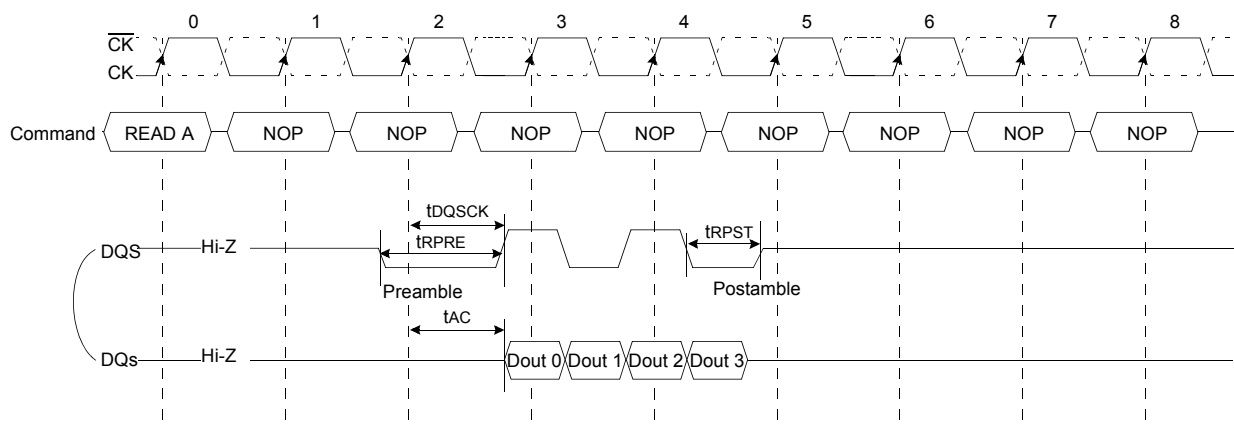 0 1 2 3 4 5 6 7 8
CK
CK
Command READ A NOP NOP NOP NOP NOP NOP NOP NOP
tDQSCK
tRPRE tRPST
DQS Hi-Z
Preamble Postamble
tAC
DQs Hi-Z Dout 0 Dout 1 Dout 2 Dout 3